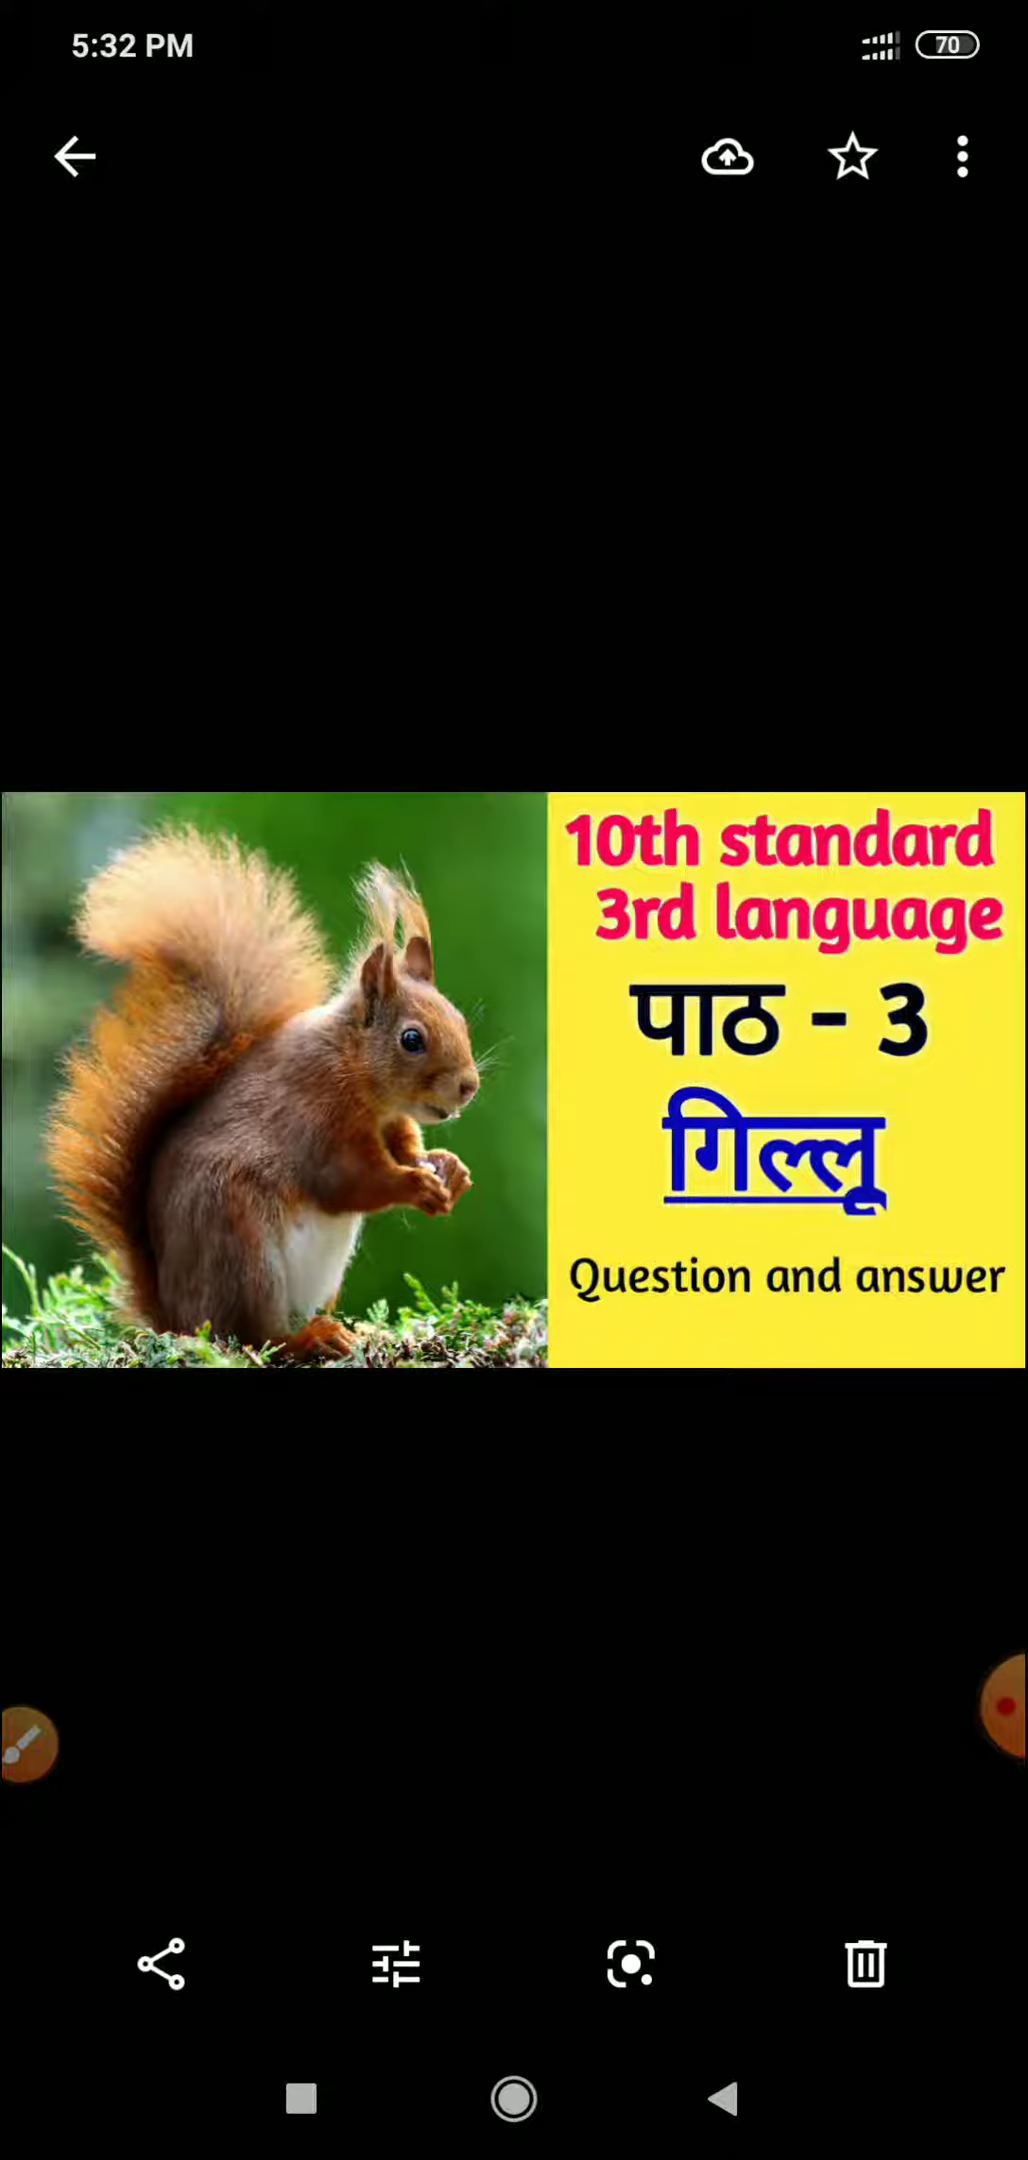 5:32 PM
70
10th standard
3rd language
पाठ - 3
गिल्लू
Question and answer